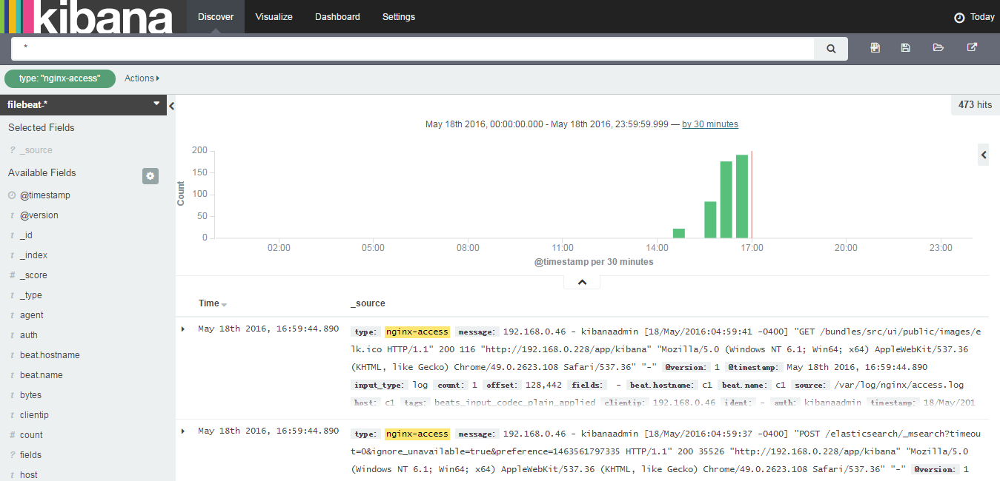 kibana
Discover Visualize Dashboard Settings Today
*
type: "nginx-access" Actions
filebeat-*
473 hits
Selected Fields
? _source
Available Fields
@timestamp
t @version
t _id
t _index
# _score
t _type
t agent
t auth
t beat.hostname
t beat.name
t bytes
t clientip
# count
? fields
t host
May 18th 2016, 00:00:00.000 - May 18th 2016, 23:59:59.999 — by 30 minutes
Count
200
150
100
50
0
02:00 05:00 08:00 11:00 14:00 17:00 20:00 23:00
@timestamp per 30 minutes
Time _source
May 18th 2016, 16:59:44.890
type: nginx-access message: 192.168.0.46 - kibanaadmin [18/May/2016:04:59:41 -0400] "GET /bundles/src/ui/public/images/e
lk.ico HTTP/1.1" 200 116 "http://192.168.0.228/app/kibana" "Mozilla/5.0 (Windows NT 6.1; Win64; x64) AppleWebKit/537.36
(KHTML, like Gecko) Chrome/49.0.2623.108 Safari/537.36" "-" @version: 1 @timestamp: May 18th 2016, 16:59:44.890
input_type: log count: 1 offset: 128,442 fields: - beat.hostname: c1 beat.name: c1 source: /var/log/nginx/access.log
host: c1 tags: beats_input_codec_plain_applied clientip: 192.168.0.46 ident: - auth: kibanaadmin timestamp: 18/May/201
May 18th 2016, 16:59:44.890
type: nginx-access message: 192.168.0.46 - kibanaadmin [18/May/2016:04:59:37 -0400] "POST /elasticsearch/_msearch?timeou
t=0&ignore_unavailable=true&preference=1463561797335 HTTP/1.1" 200 35526 "http://192.168.0.228/app/kibana" "Mozilla/5.0
(Windows NT 6.1; Win64; x64) AppleWebKit/537.36 (KHTML, like Gecko) Chrome/49.0.2623.108 Safari/537.36" "-" @version: 1